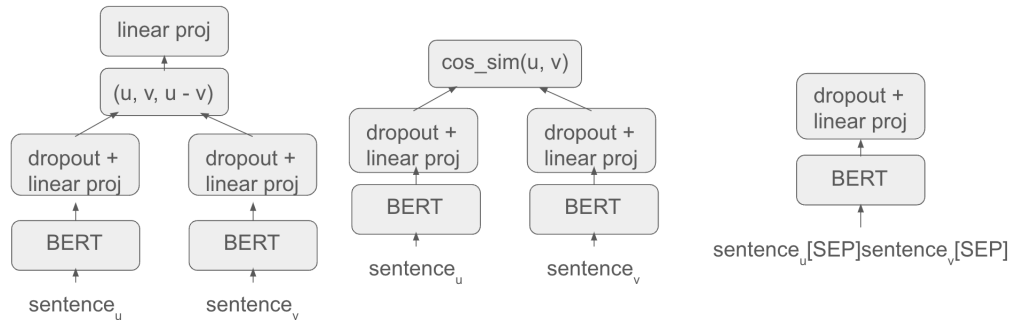 linear proj
(u, v, u - v)
dropout +
linear proj
dropout +
linear proj
BERT
BERT
sentence_u
sentence_v
cos_sim(u, v)
dropout +
linear proj
dropout +
linear proj
BERT
BERT
sentence_u
sentence_v
dropout +
linear proj
BERT
sentence_u[SEP]sentence_v[SEP]